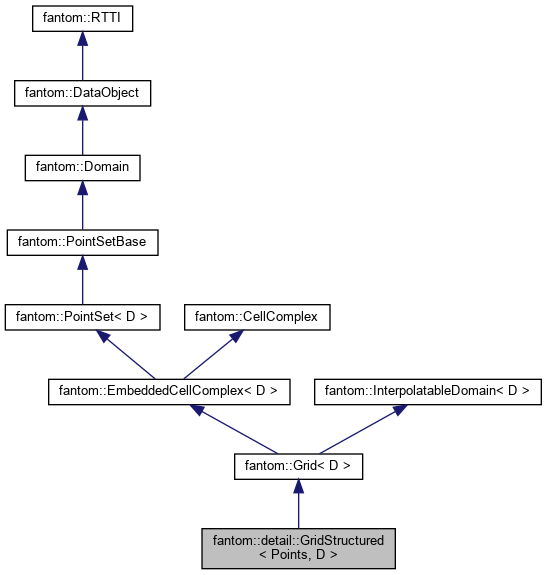 fantom::RTTI
fantom::DataObject
fantom::Domain
fantom::PointSetBase
fantom::PointSet< D >
fantom::CellComplex
fantom::EmbeddedCellComplex< D >
fantom::InterpolatableDomain< D >
fantom::Grid< D >
fantom::detail::GridStructured
< Points, D >